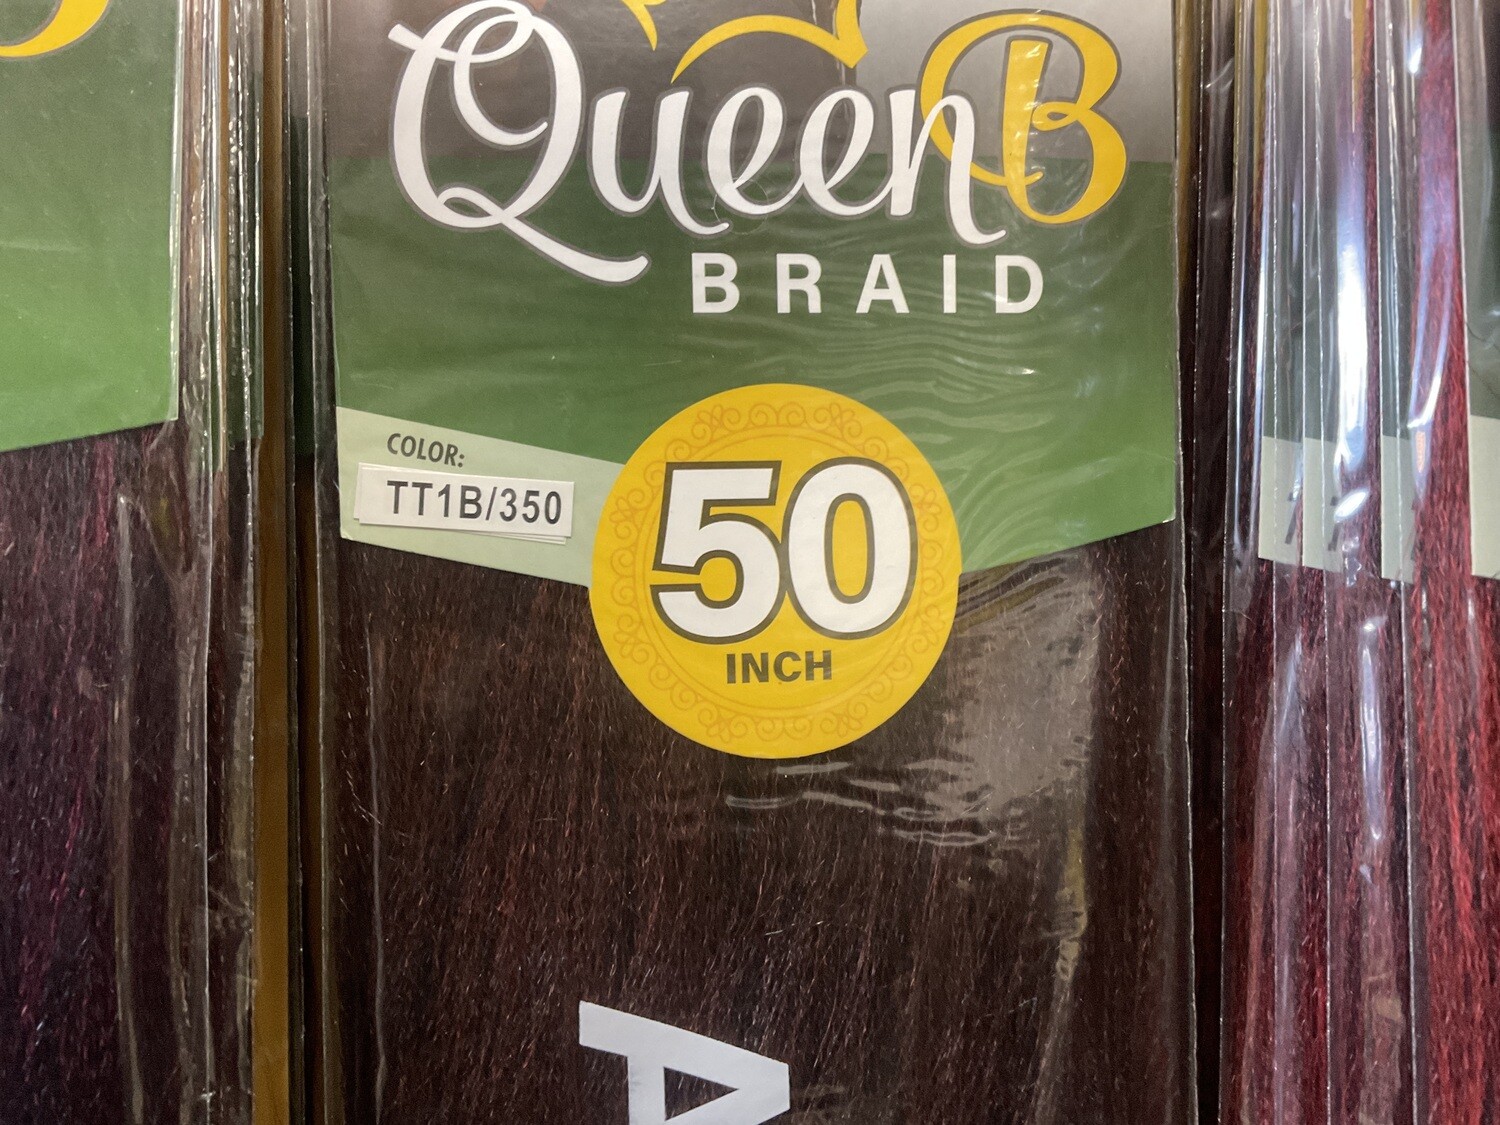 Queen B
BRAID
COLOR:
TT1B/350
50
INCH
A